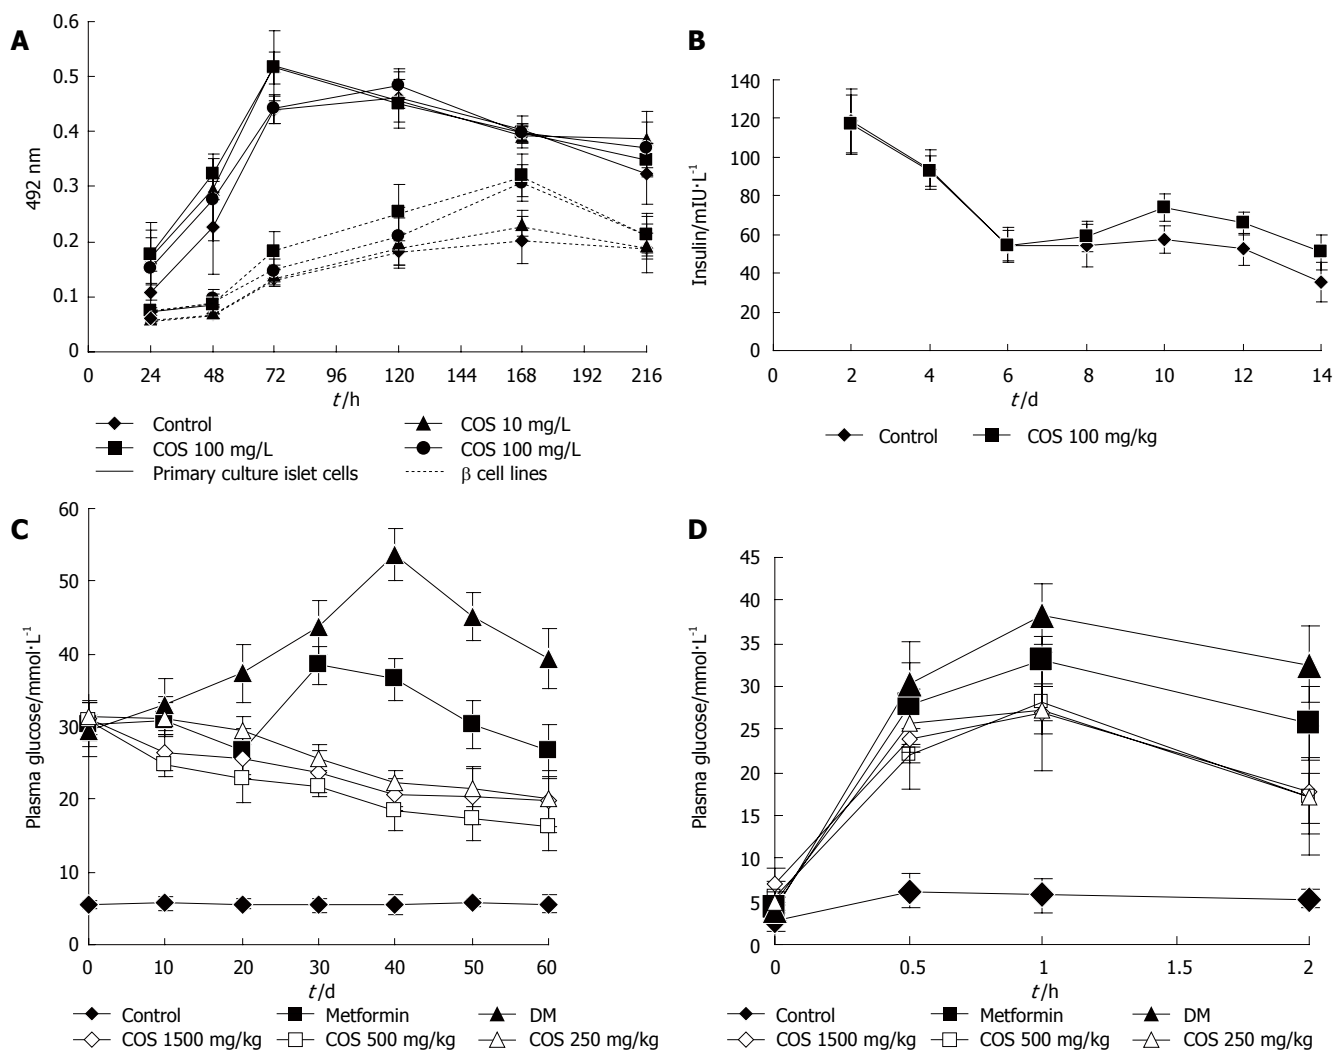 A
0.6
0.5
0.4
0.3
0.2
0.1
0
492 nm
0 24 48 72 96 120 144 168 192 216
t/h
Control
COS 10 mg/L
COS 100 mg/L
COS 100 mg/L
Primary culture islet cells
β cell lines
B
140
120
100
80
60
40
20
0
Insulin/mIU·L⁻¹
0 2 4 6 8 10 12 14
t/d
Control COS 100 mg/kg
C
60
50
40
30
20
10
0
Plasma glucose/mmol·L⁻¹
0 10 20 30 40 50 60
t/d
Control Metformin DM
COS 1500 mg/kg COS 500 mg/kg COS 250 mg/kg
D
45
40
35
30
25
20
15
10
5
0
Plasma glucose/mmol·L⁻¹
0 0.5 1 1.5 2
t/h
Control Metformin DM
COS 1500 mg/kg COS 500 mg/kg COS 250 mg/kg